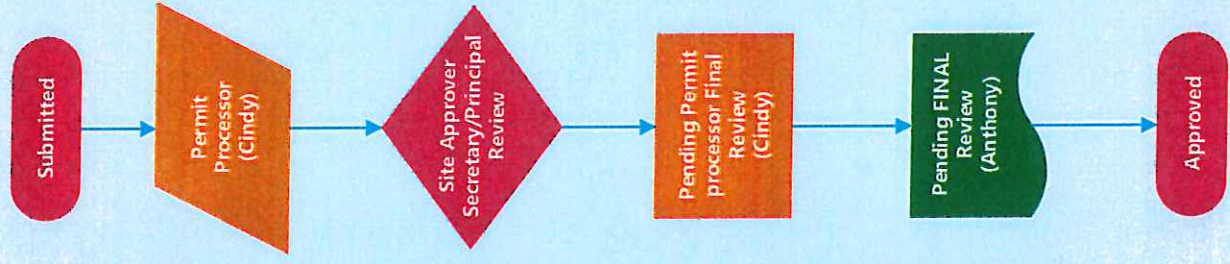 Submitted
Permit
Processor
(Cindy)
Site Approver
Secretary/Principal
Review
Pending Permit
processor Final
Review
(Cindy)
Pending FINAL
Review
(Anthony)
Approved